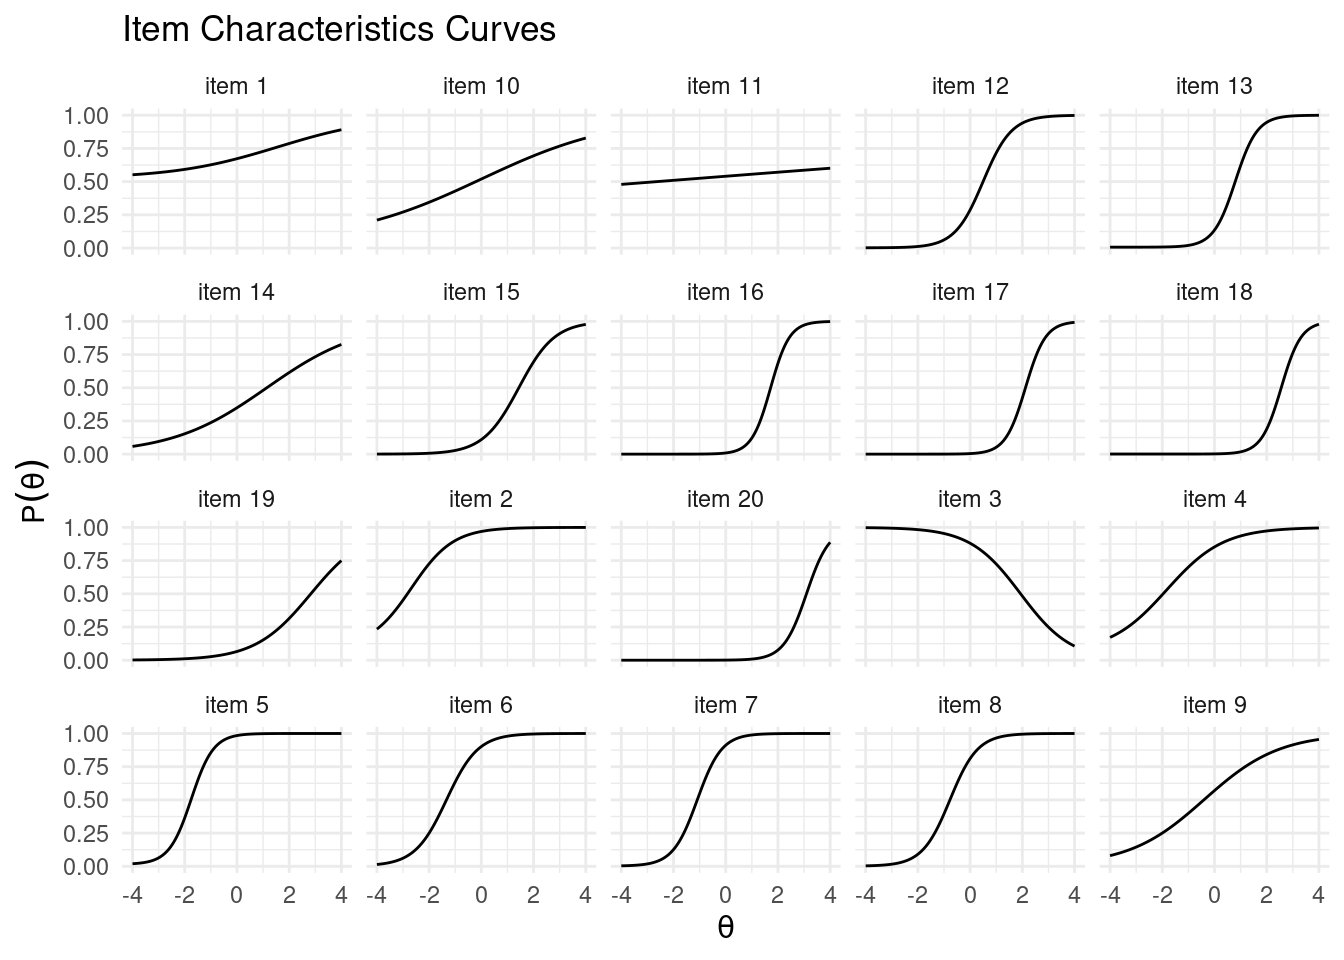 Item Characteristics Curves
item 1 item 10 item 11 item 12 item 13
1.00
0.75
0.50
0.25
0.00
item 14 item 15 item 16 item 17 item 18
1.00
0.75
0.50
0.25
0.00
P(θ)
item 19 item 2 item 20 item 3 item 4
1.00
0.75
0.50
0.25
0.00
item 5 item 6 item 7 item 8 item 9
1.00
0.75
0.50
0.25
0.00
-4 -2 0 2 4 -4 -2 0 2 4 -4 -2 0 2 4 -4 -2 0 2 4 -4 -2 0 2 4
θ